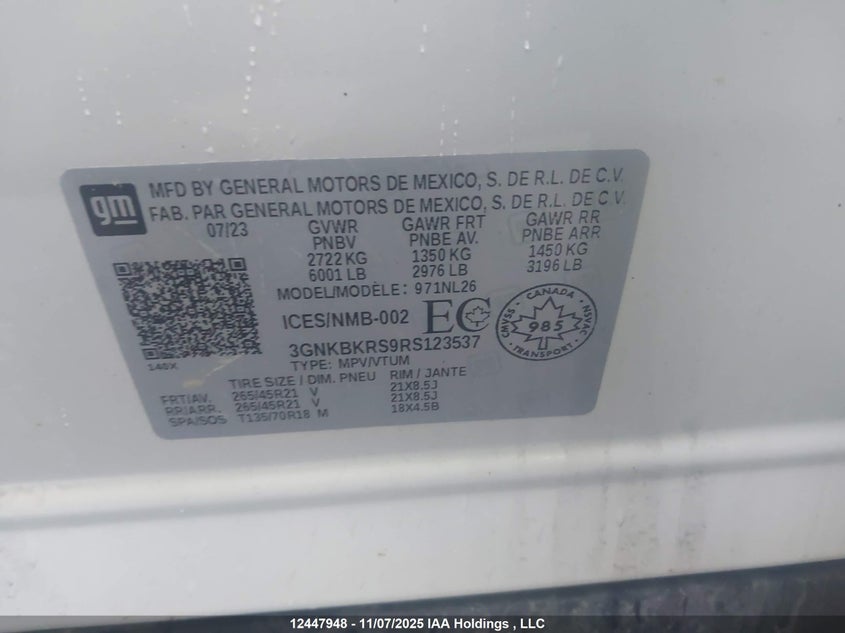 gm
MFD BY GENERAL MOTORS DE MEXICO, S. DE R.L. DE C.V.
FAB. PAR GENERAL MOTORS DE MEXICO, S. DE R.L. DE C.V.
07/23 GVWR GAWR FRT GAWR RR
PNBV PNBE AV. PNBE ARR
2722 KG 1350 KG 1450 KG
6001 LB 2976 LB 3196 LB
MODEL/MODÈLE: 971NL26
ICES/NMB-002 EC
CANADA
CMVSS 985 NSVAC
3GNKBKRS9RS123537
TYPE: MPV/VTUM
140X
TIRE SIZE / DIM. PNEU RIM / JANTE
FRT/AV. 265/45R21 V 21X8.5J
RR/ARR. 265/45R21 V 21X8.5J
SPA/SOS T135/70R18 M 18X4.5B
12447948 - 11/07/2025 IAA Holdings , LLC